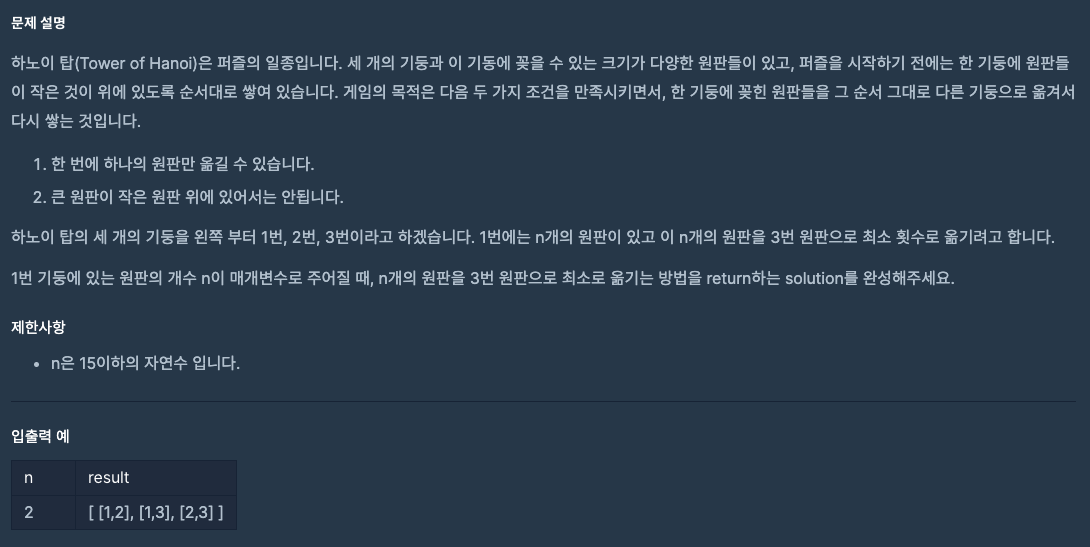 문제 설명
하노이 탑(Tower of Hanoi)은 퍼즐의 일종입니다. 세 개의 기둥과 이 기동에 꽂을 수 있는 크기가 다양한 원판들이 있고, 퍼즐을 시작하기 전에는 한 기둥에 원판들
이 작은 것이 위에 있도록 순서대로 쌓여 있습니다. 게임의 목적은 다음 두 가지 조건을 만족시키면서, 한 기둥에 꽂힌 원판들을 그 순서 그대로 다른 기둥으로 옮겨서
다시 쌓는 것입니다.
1. 한 번에 하나의 원판만 옮길 수 있습니다.
2. 큰 원판이 작은 원판 위에 있어서는 안됩니다.
하노이 탑의 세 개의 기둥을 왼쪽 부터 1번, 2번, 3번이라고 하겠습니다. 1번에는 n개의 원판이 있고 이 n개의 원판을 3번 원판으로 최소 횟수로 옮기려고 합니다.
1번 기둥에 있는 원판의 개수 n이 매개변수로 주어질 때, n개의 원판을 3번 원판으로 최소로 옮기는 방법을 return하는 solution를 완성해주세요.
제한사항
• n은 15이하의 자연수 입니다.
입출력 예
n result
2 [ [1,2], [1,3], [2,3] ]